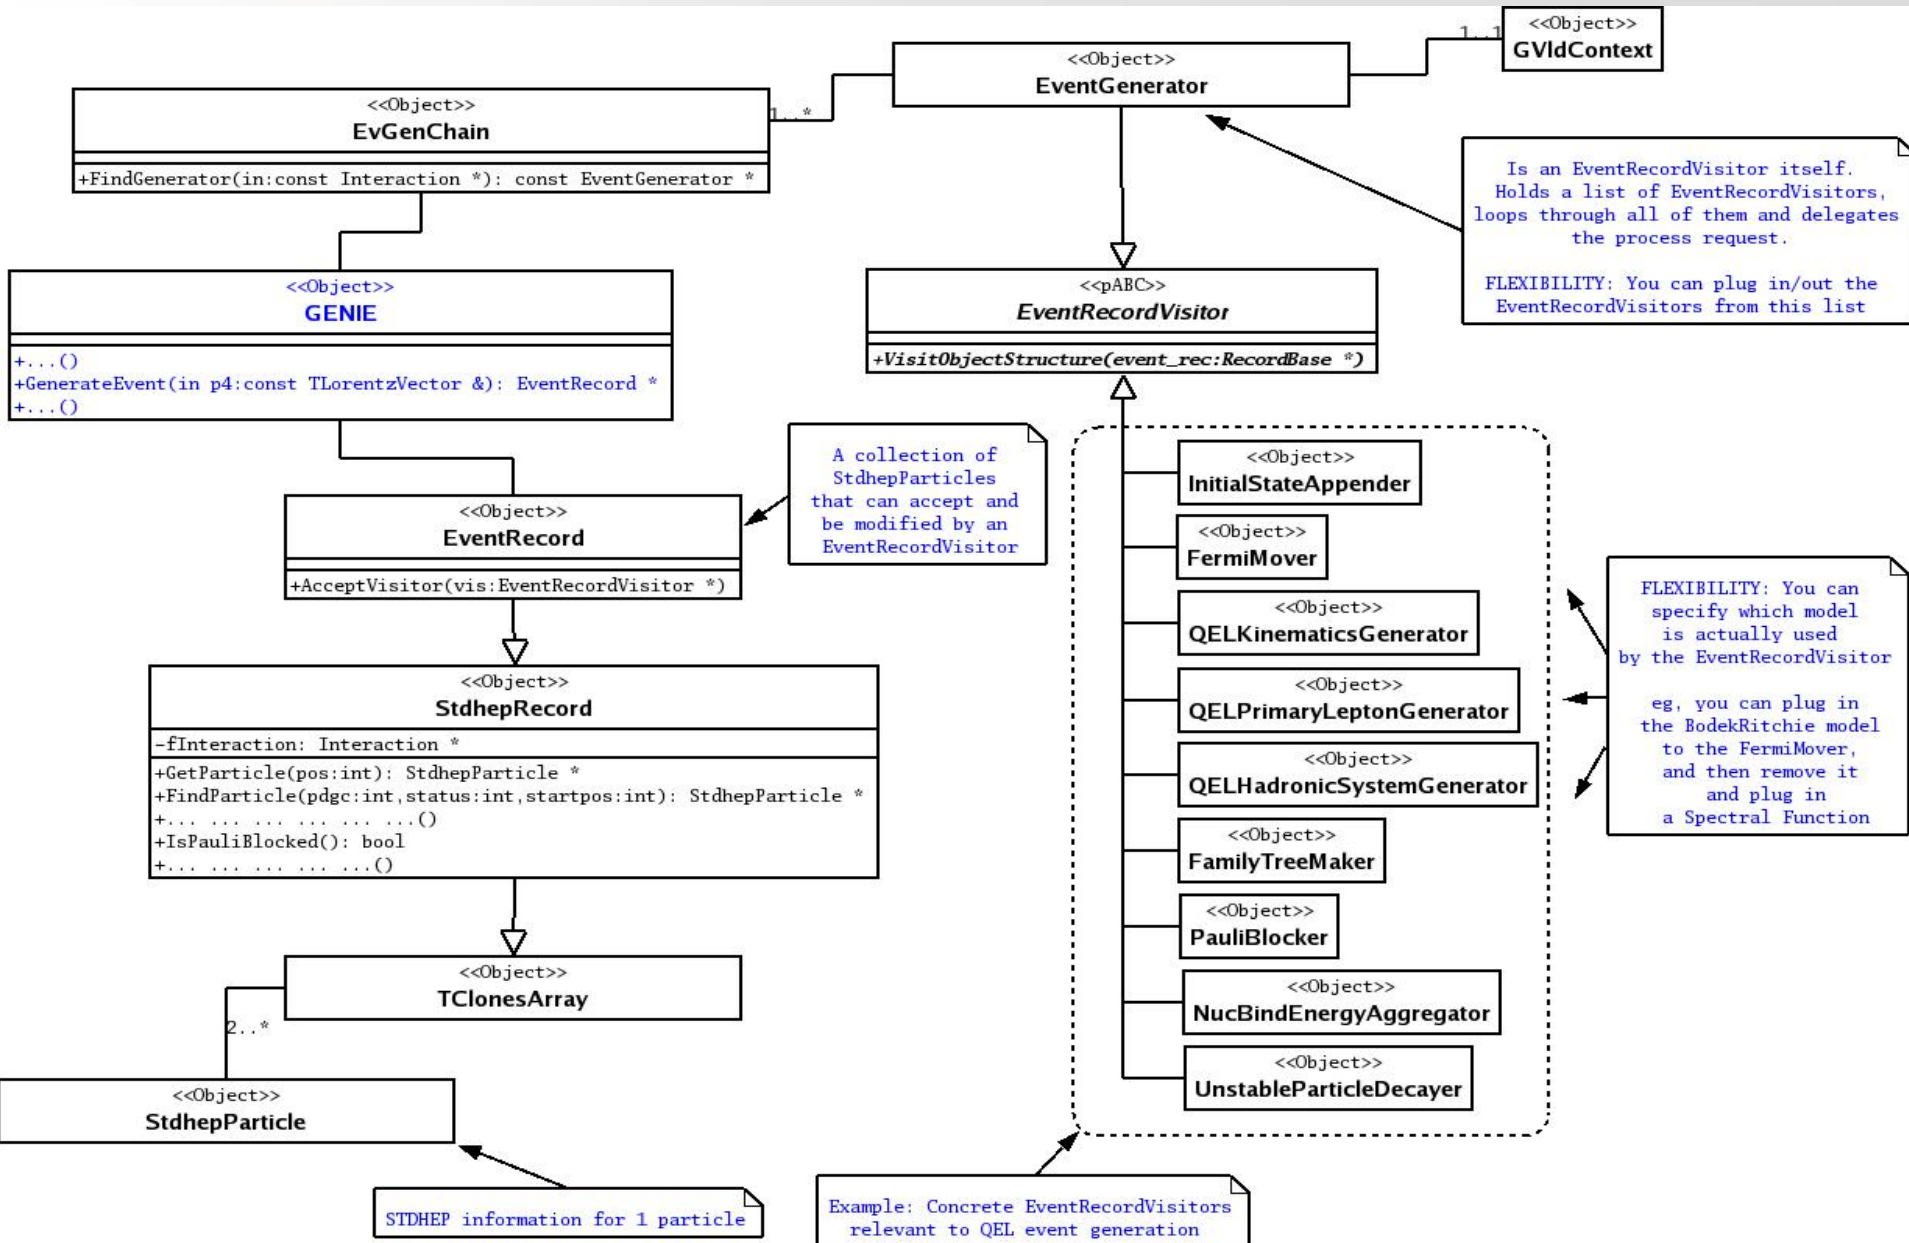 <<Object>>
GVldContext
1..1
<<Object>>
EventGenerator
<<Object>>
EvGenChain
1..*
+FindGenerator(in:const Interaction *): const EventGenerator *
Is an EventRecordVisitor itself.
Holds a list of EventRecordVisitors,
loops through all of them and delegates
the process request.
FLEXIBILITY: You can plug in/out the
EventRecordVisitors from this list
<<Object>>
GENIE
+...()
+GenerateEvent(in p4:const TLorentzVector &): EventRecord *
+...()
<<pABC>>
EventRecordVisitor
+VisitObjectStructure(event_rec:RecordBase *)
A collection of
StdhepParticles
that can accept and
be modified by an
EventRecordVisitor
<<Object>>
EventRecord
+AcceptVisitor(vis:EventRecordVisitor *)
<<Object>>
StdhepRecord
-fInteraction: Interaction *
+GetParticle(pos:int): StdhepParticle *
+FindParticle(pdgc:int,status:int,startpos:int): StdhepParticle *
+... ... ... ... ... ...()
+IsPauliBlocked(): bool
+... ... ... ... ...()
<<Object>>
TClonesArray
2..*
<<Object>>
StdhepParticle
STDHEP information for 1 particle
<<Object>>
InitialStateAppender
<<Object>>
FermiMover
<<Object>>
QELKinematicsGenerator
<<Object>>
QELPrimaryLeptonGenerator
<<Object>>
QELHadronicSystemGenerator
<<Object>>
FamilyTreeMaker
<<Object>>
PauliBlocker
<<Object>>
NucBindEnergyAggregator
<<Object>>
UnstableParticleDecayer
FLEXIBILITY: You can
specify which model
is actually used
by the EventRecordVisitor
eg, you can plug in
the BodekRitchie model
to the FermiMover,
and then remove it
and plug in
a Spectral Function
Example: Concrete EventRecordVisitors
relevant to QEL event generation